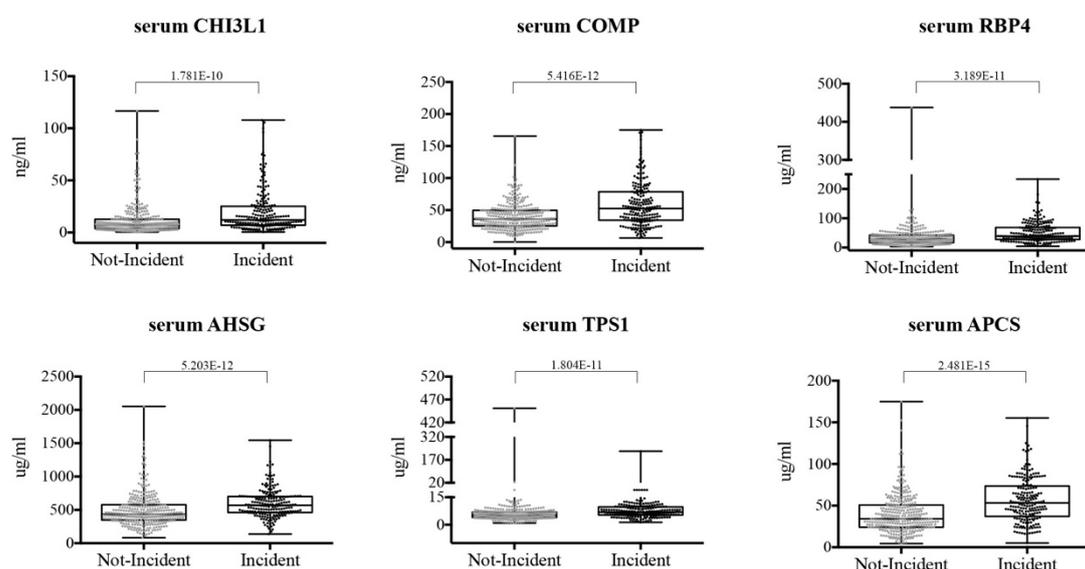 serum CHI3L1
1.781E-10
150
100
50
0
ng/ml
Not-Incident Incident
serum COMP
5.416E-12
250
200
150
100
50
0
ng/ml
Not-Incident Incident
serum RBP4
3.189E-11
500
400
300
200
100
0
ug/ml
Not-Incident Incident
serum AHSG
5.203E-12
2500
2000
1500
1000
500
0
ug/ml
Not-Incident Incident
serum TPS1
1.804E-11
520
470
420
320
170
20
15
0
ug/ml
Not-Incident Incident
serum APCS
2.481E-15
200
150
100
50
0
ug/ml
Not-Incident Incident